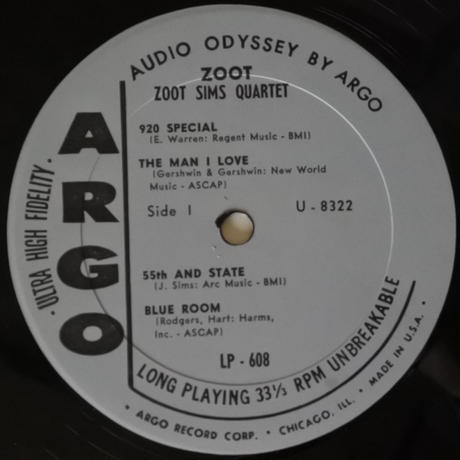 AUDIO ODYSSEY BY ARGO
ZOOT
ZOOT SIMS QUARTET
920 SPECIAL
(E. Warren: Regent Music - BMI)
THE MAN I LOVE
(Gershwin & Gershwin: New World
Music - ASCAP)
Side I
U - 8322
55th AND STATE
(J. Sims: Arc Music - BMI)
BLUE ROOM
(Rodgers, Hart: Harms,
Inc. - ASCAP)
LP - 608
ARGO
· ULTRA HIGH FIDELITY ·
LONG PLAYING 33⅓ RPM UNBREAKABLE
· ARGO RECORD CORP. · CHICAGO, ILL. · MADE IN U.S.A. ·